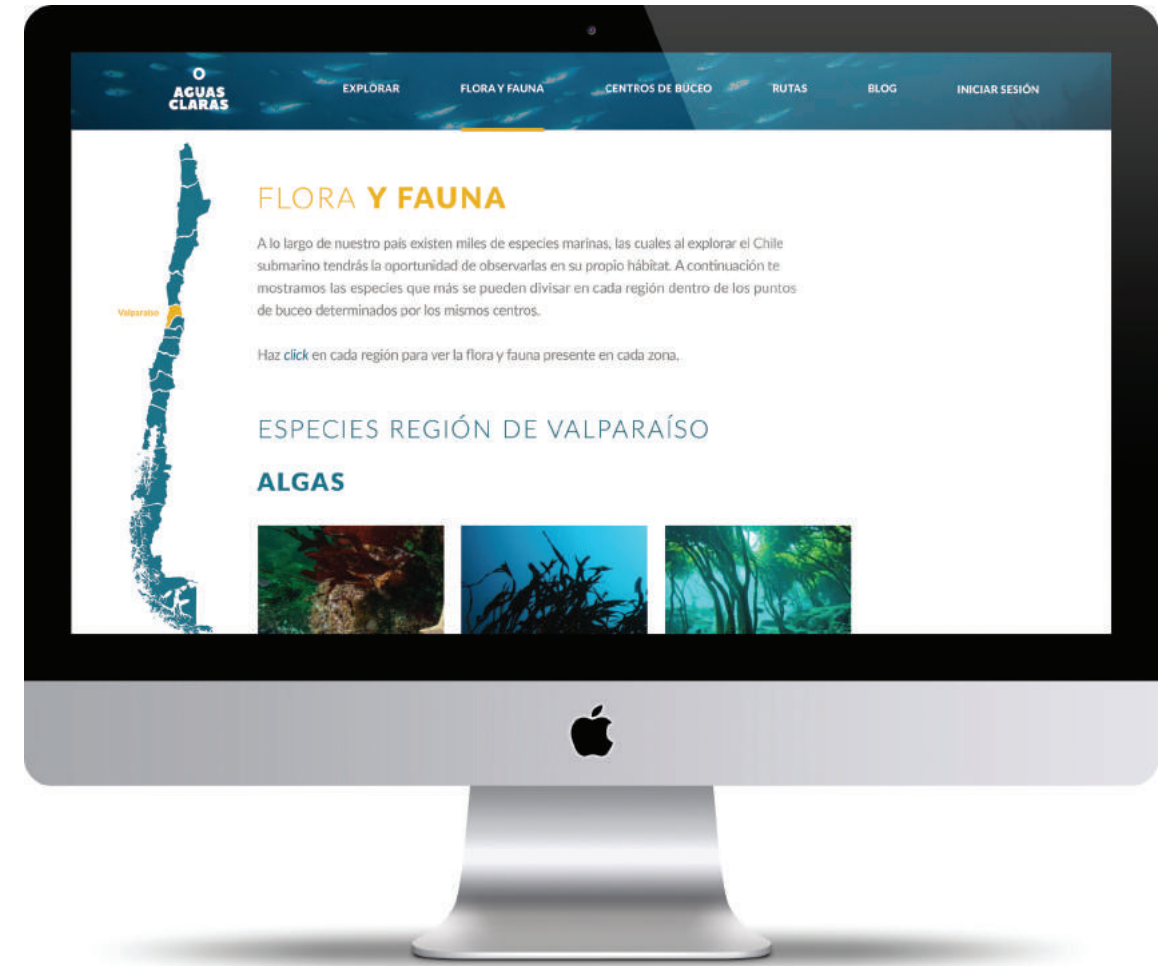 O
AGUAS
CLARAS
EXPLORAR
FLORA Y FAUNA
CENTROS DE BUCEO
RUTAS
BLOG
INICIAR SESIÓN
FLORA Y FAUNA
A lo largo de nuestro país existen miles de especies marinas, las cuales al explorar el Chile
submarino tendrás la oportunidad de observarlas en su propio hábitat. A continuación te
mostramos las especies que más se pueden divisar en cada región dentro de los puntos
de buceo determinados por los mismos centros.
Valparaíso
Haz click en cada región para ver la flora y fauna presente en cada zona.
ESPECIES REGIÓN DE VALPARAÍSO
ALGAS